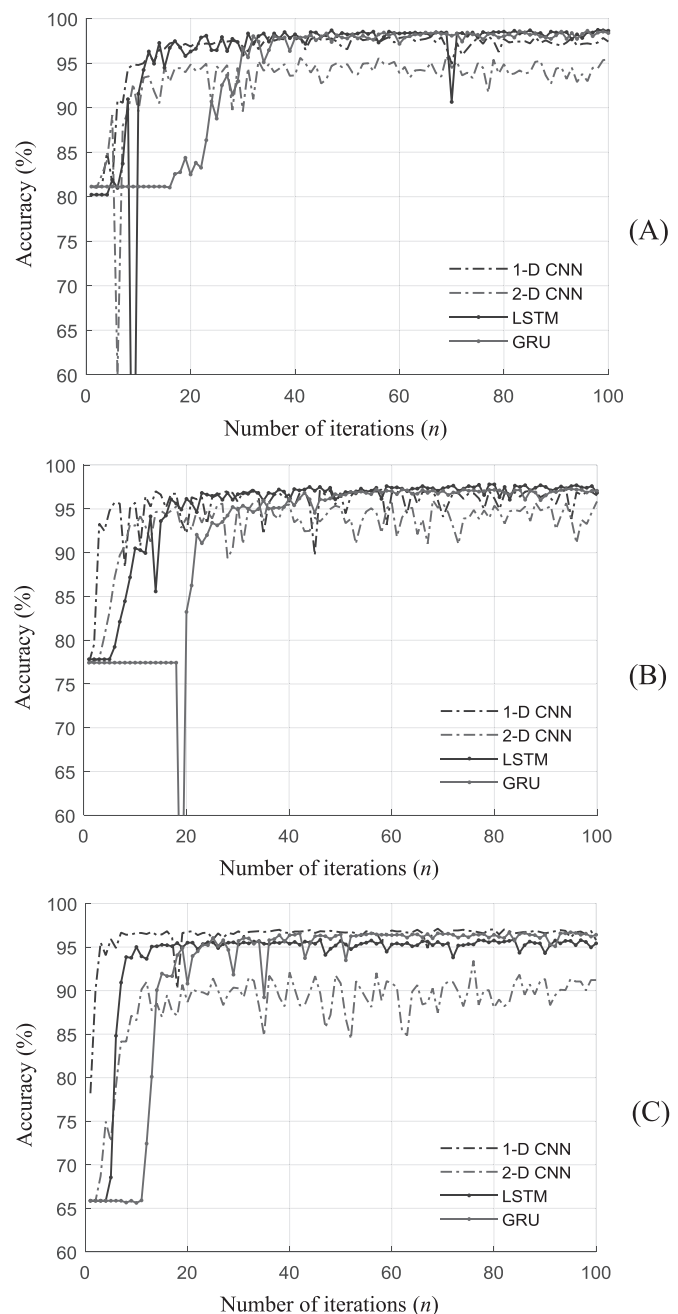 100
95
90
85
80
75
70
65
60
Accuracy (%)
0
20
40
60
80
100
Number of iterations (n)
1-D CNN
2-D CNN
LSTM
GRU
(A)
100
95
90
85
80
75
70
65
60
Accuracy (%)
0
20
40
60
80
100
Number of iterations (n)
1-D CNN
2-D CNN
LSTM
GRU
(B)
100
95
90
85
80
75
70
65
60
Accuracy (%)
0
20
40
60
80
100
Number of iterations (n)
1-D CNN
2-D CNN
LSTM
GRU
(C)